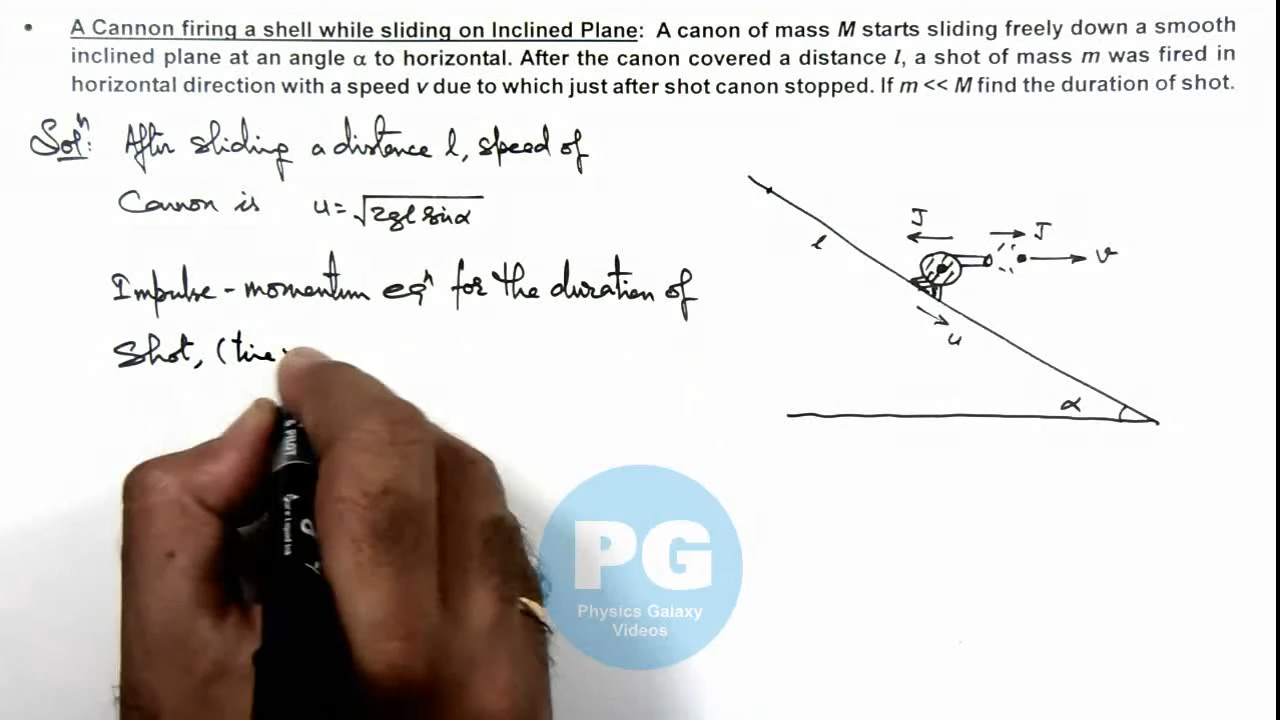 • A Cannon firing a shell while sliding on Inclined Plane: A canon of mass M starts sliding freely down a smooth
inclined plane at an angle α to horizontal. After the canon covered a distance l, a shot of mass m was fired in
horizontal direction with a speed v due to which just after shot canon stopped. If m << M find the duration of shot.
Solⁿ: After sliding a distance l, speed of
Cannon is u = √2gl sinα
Impulse - momentum eqⁿ for the duration of
Shot, (time
l
J
J
v
u
α
PG
Physics Galaxy
Videos
G PILOT